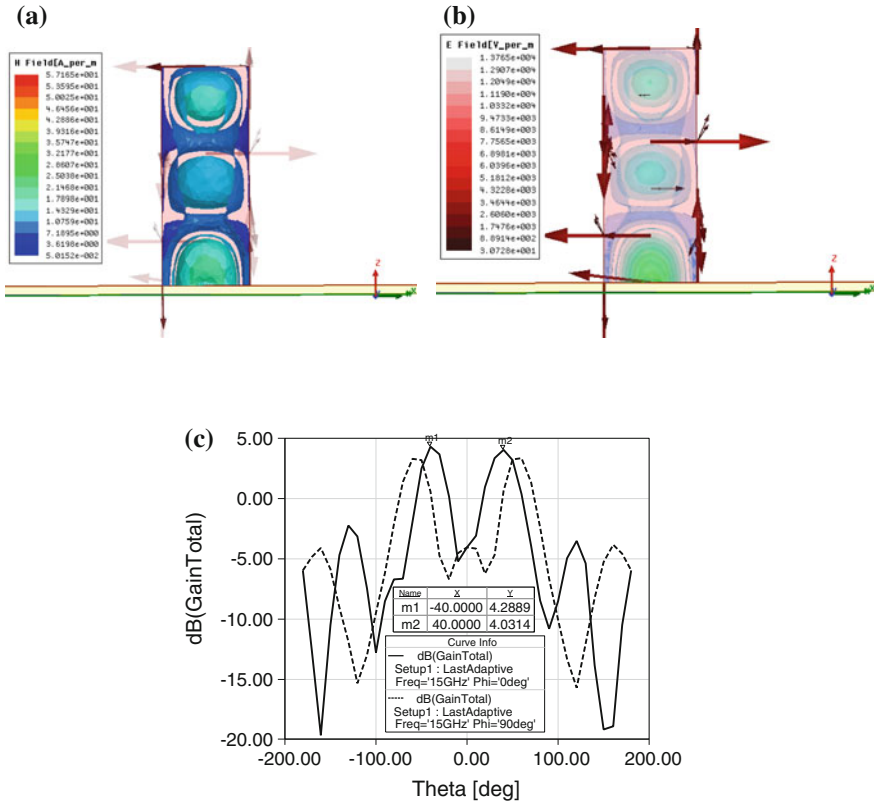 (a)
(b)
H Field[A_per_m
5.7165e+001
5.3595e+001
5.0025e+001
4.6456e+001
4.2886e+001
3.9316e+001
3.5747e+001
3.2177e+001
2.8607e+001
2.5038e+001
2.1468e+001
1.7898e+001
1.4329e+001
1.0759e+001
7.1895e+000
3.6198e+000
5.0152e-002
Z
X
E Field[V_per_m
1.3765e+004
1.2907e+004
1.2049e+004
1.1190e+004
1.0332e+004
9.4733e+003
8.6149e+003
7.7565e+003
6.8981e+003
6.0396e+003
5.1812e+003
4.3228e+003
3.4644e+003
2.6060e+003
1.7476e+003
8.8914e+002
3.0728e+001
Z
X
(c)
5.00
0.00
-5.00
-10.00
-15.00
-20.00
dB(GainTotal)
m1
m2
Name X Y
m1 -40.0000 4.2889
m2 40.0000 4.0314
Curve Info
dB(GainTotal)
Setup1 : LastAdaptive
Freq='15GHz' Phi='0deg'
dB(GainTotal)
Setup1 : LastAdaptive
Freq='15GHz' Phi='90deg'
-200.00 -100.00 0.00 100.00 200.00
Theta [deg]